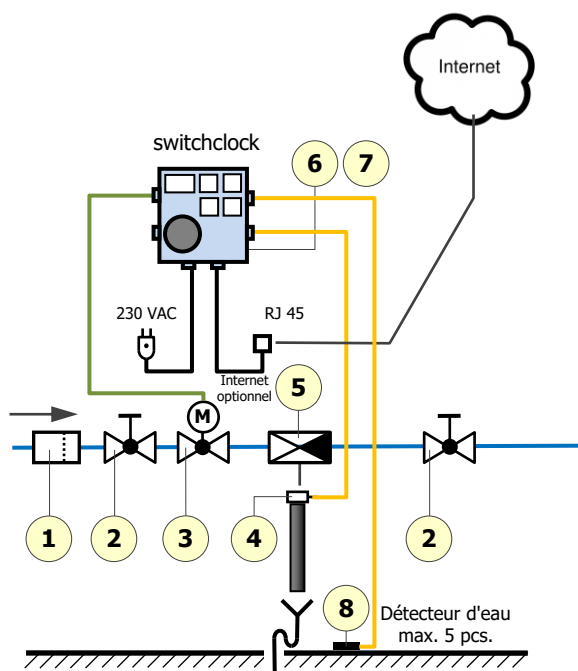 Internet
switchclock
6 7
230 VAC
RJ 45
Internet
optionnel
5
M
1
2
3
4
2
8
Détecteur d'eau
max. 5 pcs.